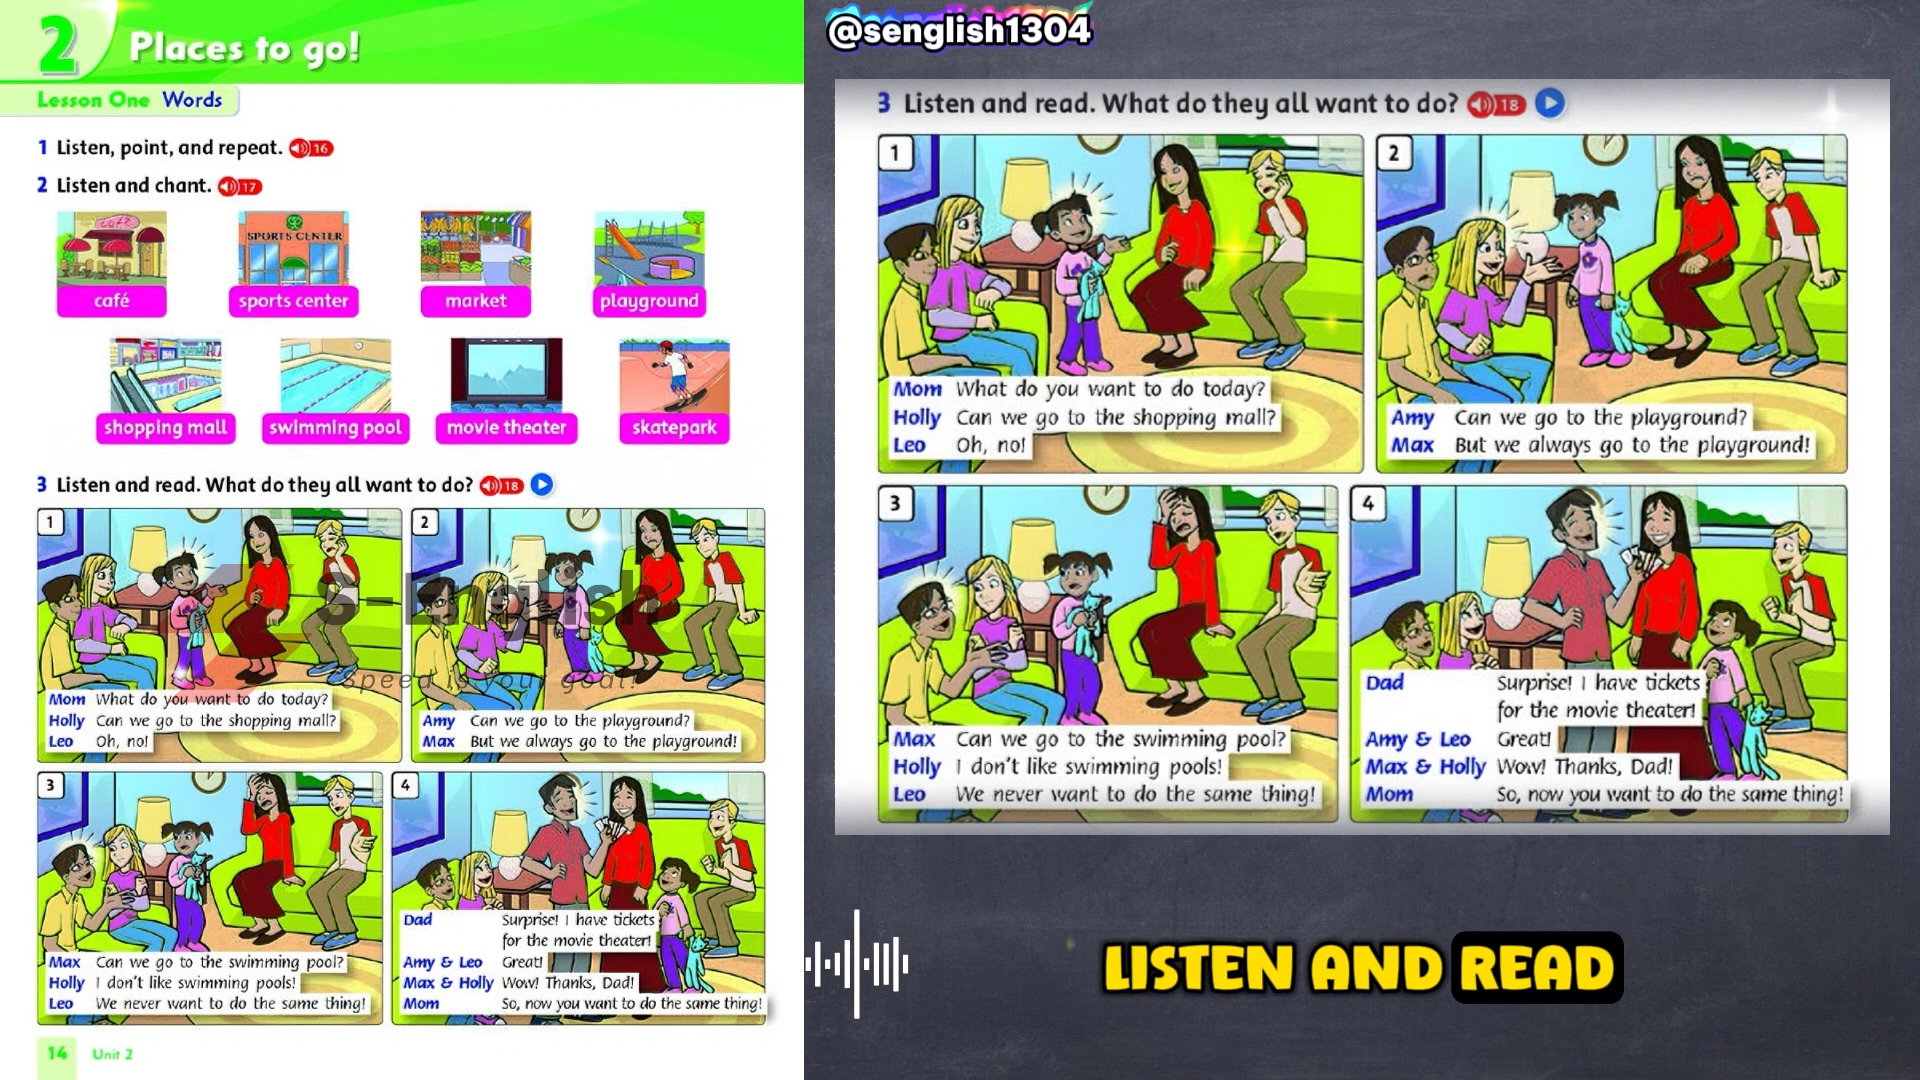 2 Places to go!
Lesson One Words
1 Listen, point, and repeat. 16
2 Listen and chant. 17
café
SPORTS CENTER
café
sports center
market
playground
shopping mall
swimming pool
movie theater
skatepark
3 Listen and read. What do they all want to do? 18
1
Mom What do you want to do today?
Holly Can we go to the shopping mall?
Leo Oh, no!
2
Amy Can we go to the playground?
Max But we always go to the playground!
3
Max Can we go to the swimming pool?
Holly I don't like swimming pools!
Leo We never want to do the same thing!
4
Dad Surprise! I have tickets
for the movie theater!
Amy & Leo Great!
Max & Holly Wow! Thanks, Dad!
Mom So, now you want to do the same thing!
S-English
Speed is your goal!
14 Unit 2
@senglish1304
3 Listen and read. What do they all want to do? 18
1
Mom What do you want to do today?
Holly Can we go to the shopping mall?
Leo Oh, no!
2
Amy Can we go to the playground?
Max But we always go to the playground!
3
Max Can we go to the swimming pool?
Holly I don't like swimming pools!
Leo We never want to do the same thing!
4
Dad Surprise! I have tickets
for the movie theater!
Amy & Leo Great!
Max & Holly Wow! Thanks, Dad!
Mom So, now you want to do the same thing!
LISTEN AND READ